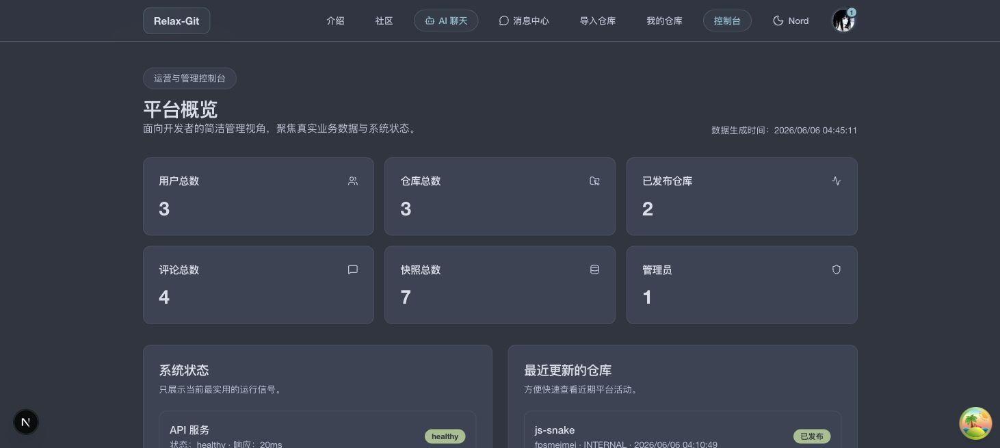 Relax-Git 介绍 社区 AI 聊天 消息中心 导入仓库 我的仓库 控制台 Nord 1
运营与管理控制台
平台概览
面向开发者的简洁管理视角，聚焦真实业务数据与系统状态。
数据生成时间：2026/06/06 04:45:11
用户总数
3
仓库总数
3
已发布仓库
2
评论总数
4
快照总数
7
管理员
1
系统状态
只展示当前最实用的运行信号。
API 服务
healthy
状态：healthy · 响应：20ms
最近更新的仓库
方便快速查看近期平台活动。
js-snake
已发布
fpsmeimei · INTERNAL · 2026/06/06 04:10:49
N